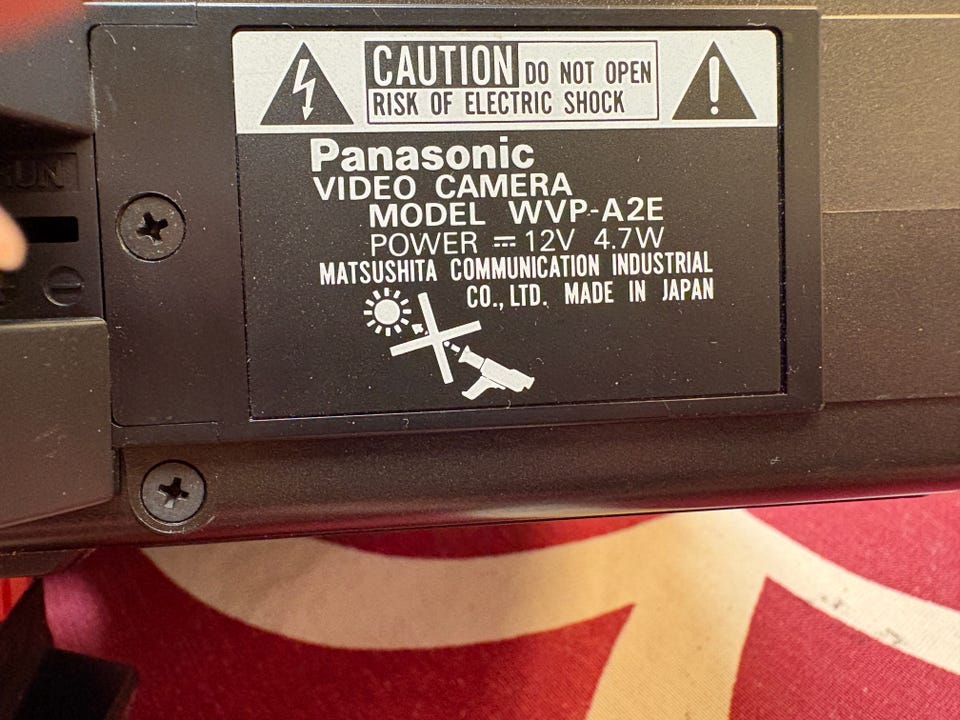 CAUTION DO NOT OPEN
RISK OF ELECTRIC SHOCK
Panasonic
VIDEO CAMERA
MODEL WVP-A2E
POWER ⎓ 12V 4.7W
MATSUSHITA COMMUNICATION INDUSTRIAL
CO., LTD. MADE IN JAPAN